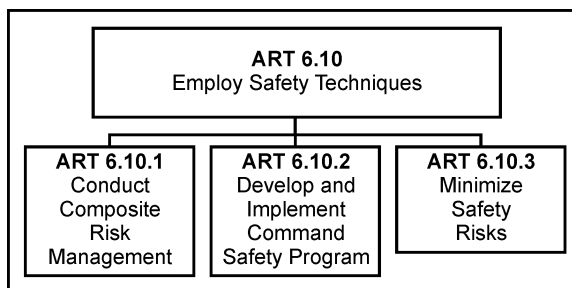 ART 6.10
Employ Safety Techniques
ART 6.10.1
Conduct
Composite
Risk
Management
ART 6.10.2
Develop and
Implement
Command
Safety Program
ART 6.10.3
Minimize
Safety
Risks